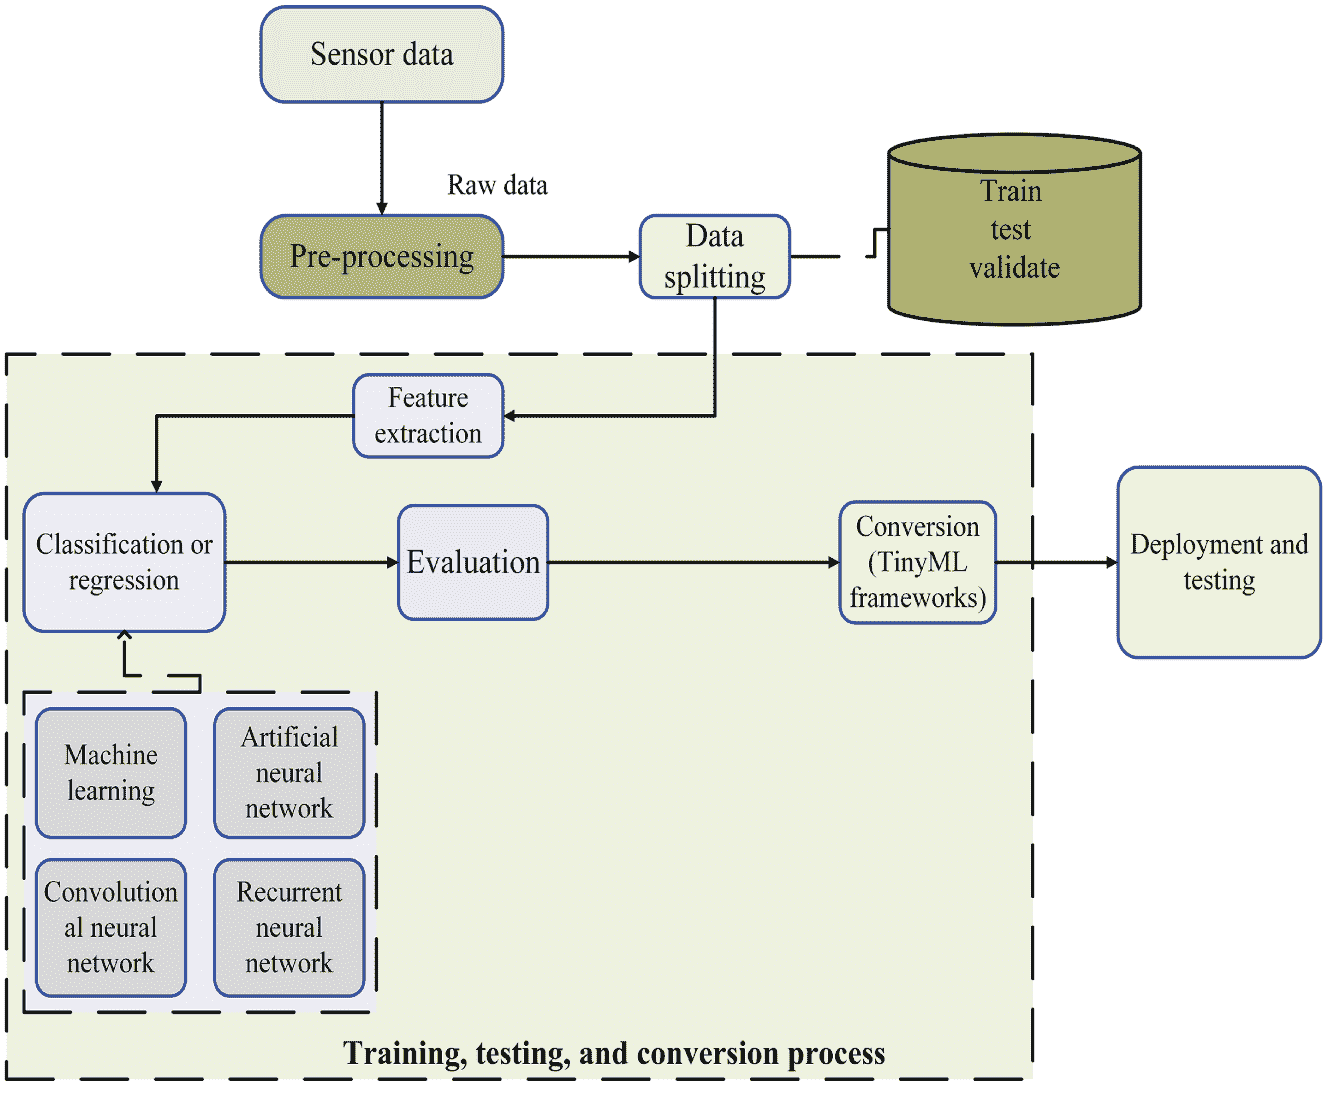 Sensor data
Raw data
Pre-processing
Data
splitting
Train
test
validate
Feature
extraction
Classification or
regression
Evaluation
Conversion
(TinyML
frameworks)
Deployment and
testing
Machine
learning
Artificial
neural
network
Convolution
al neural
network
Recurrent
neural
network
Training, testing, and conversion process